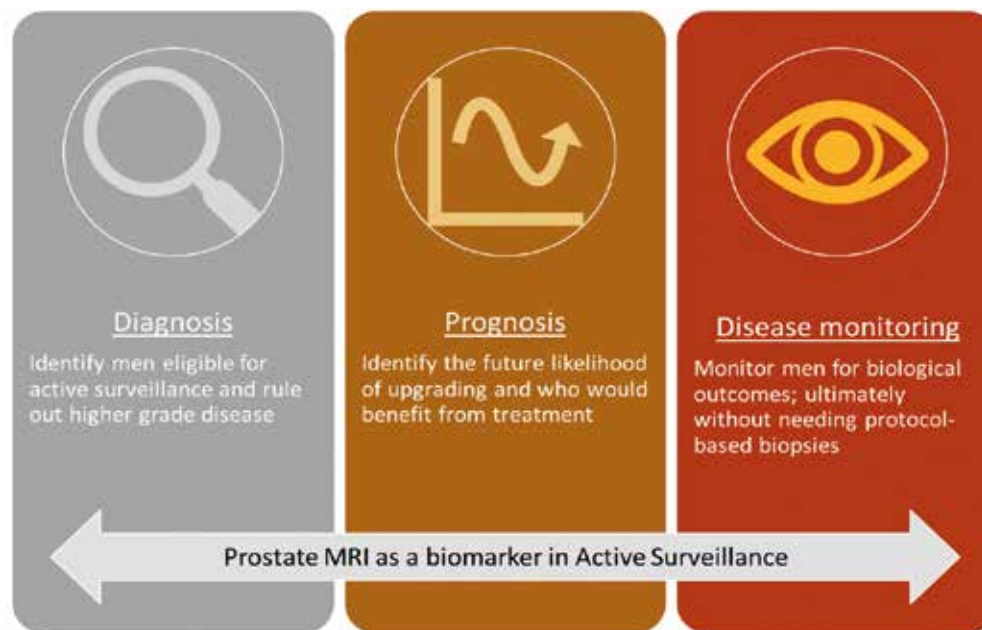 Diagnosis
Identify men eligible for
active surveillance and rule
out higher grade disease
Prognosis
Identify the future likelihood
of upgrading and who would
benefit from treatment
Disease monitoring
Monitor men for biological
outcomes; ultimately
without needing protocol-
based biopsies
Prostate MRI as a biomarker in Active Surveillance